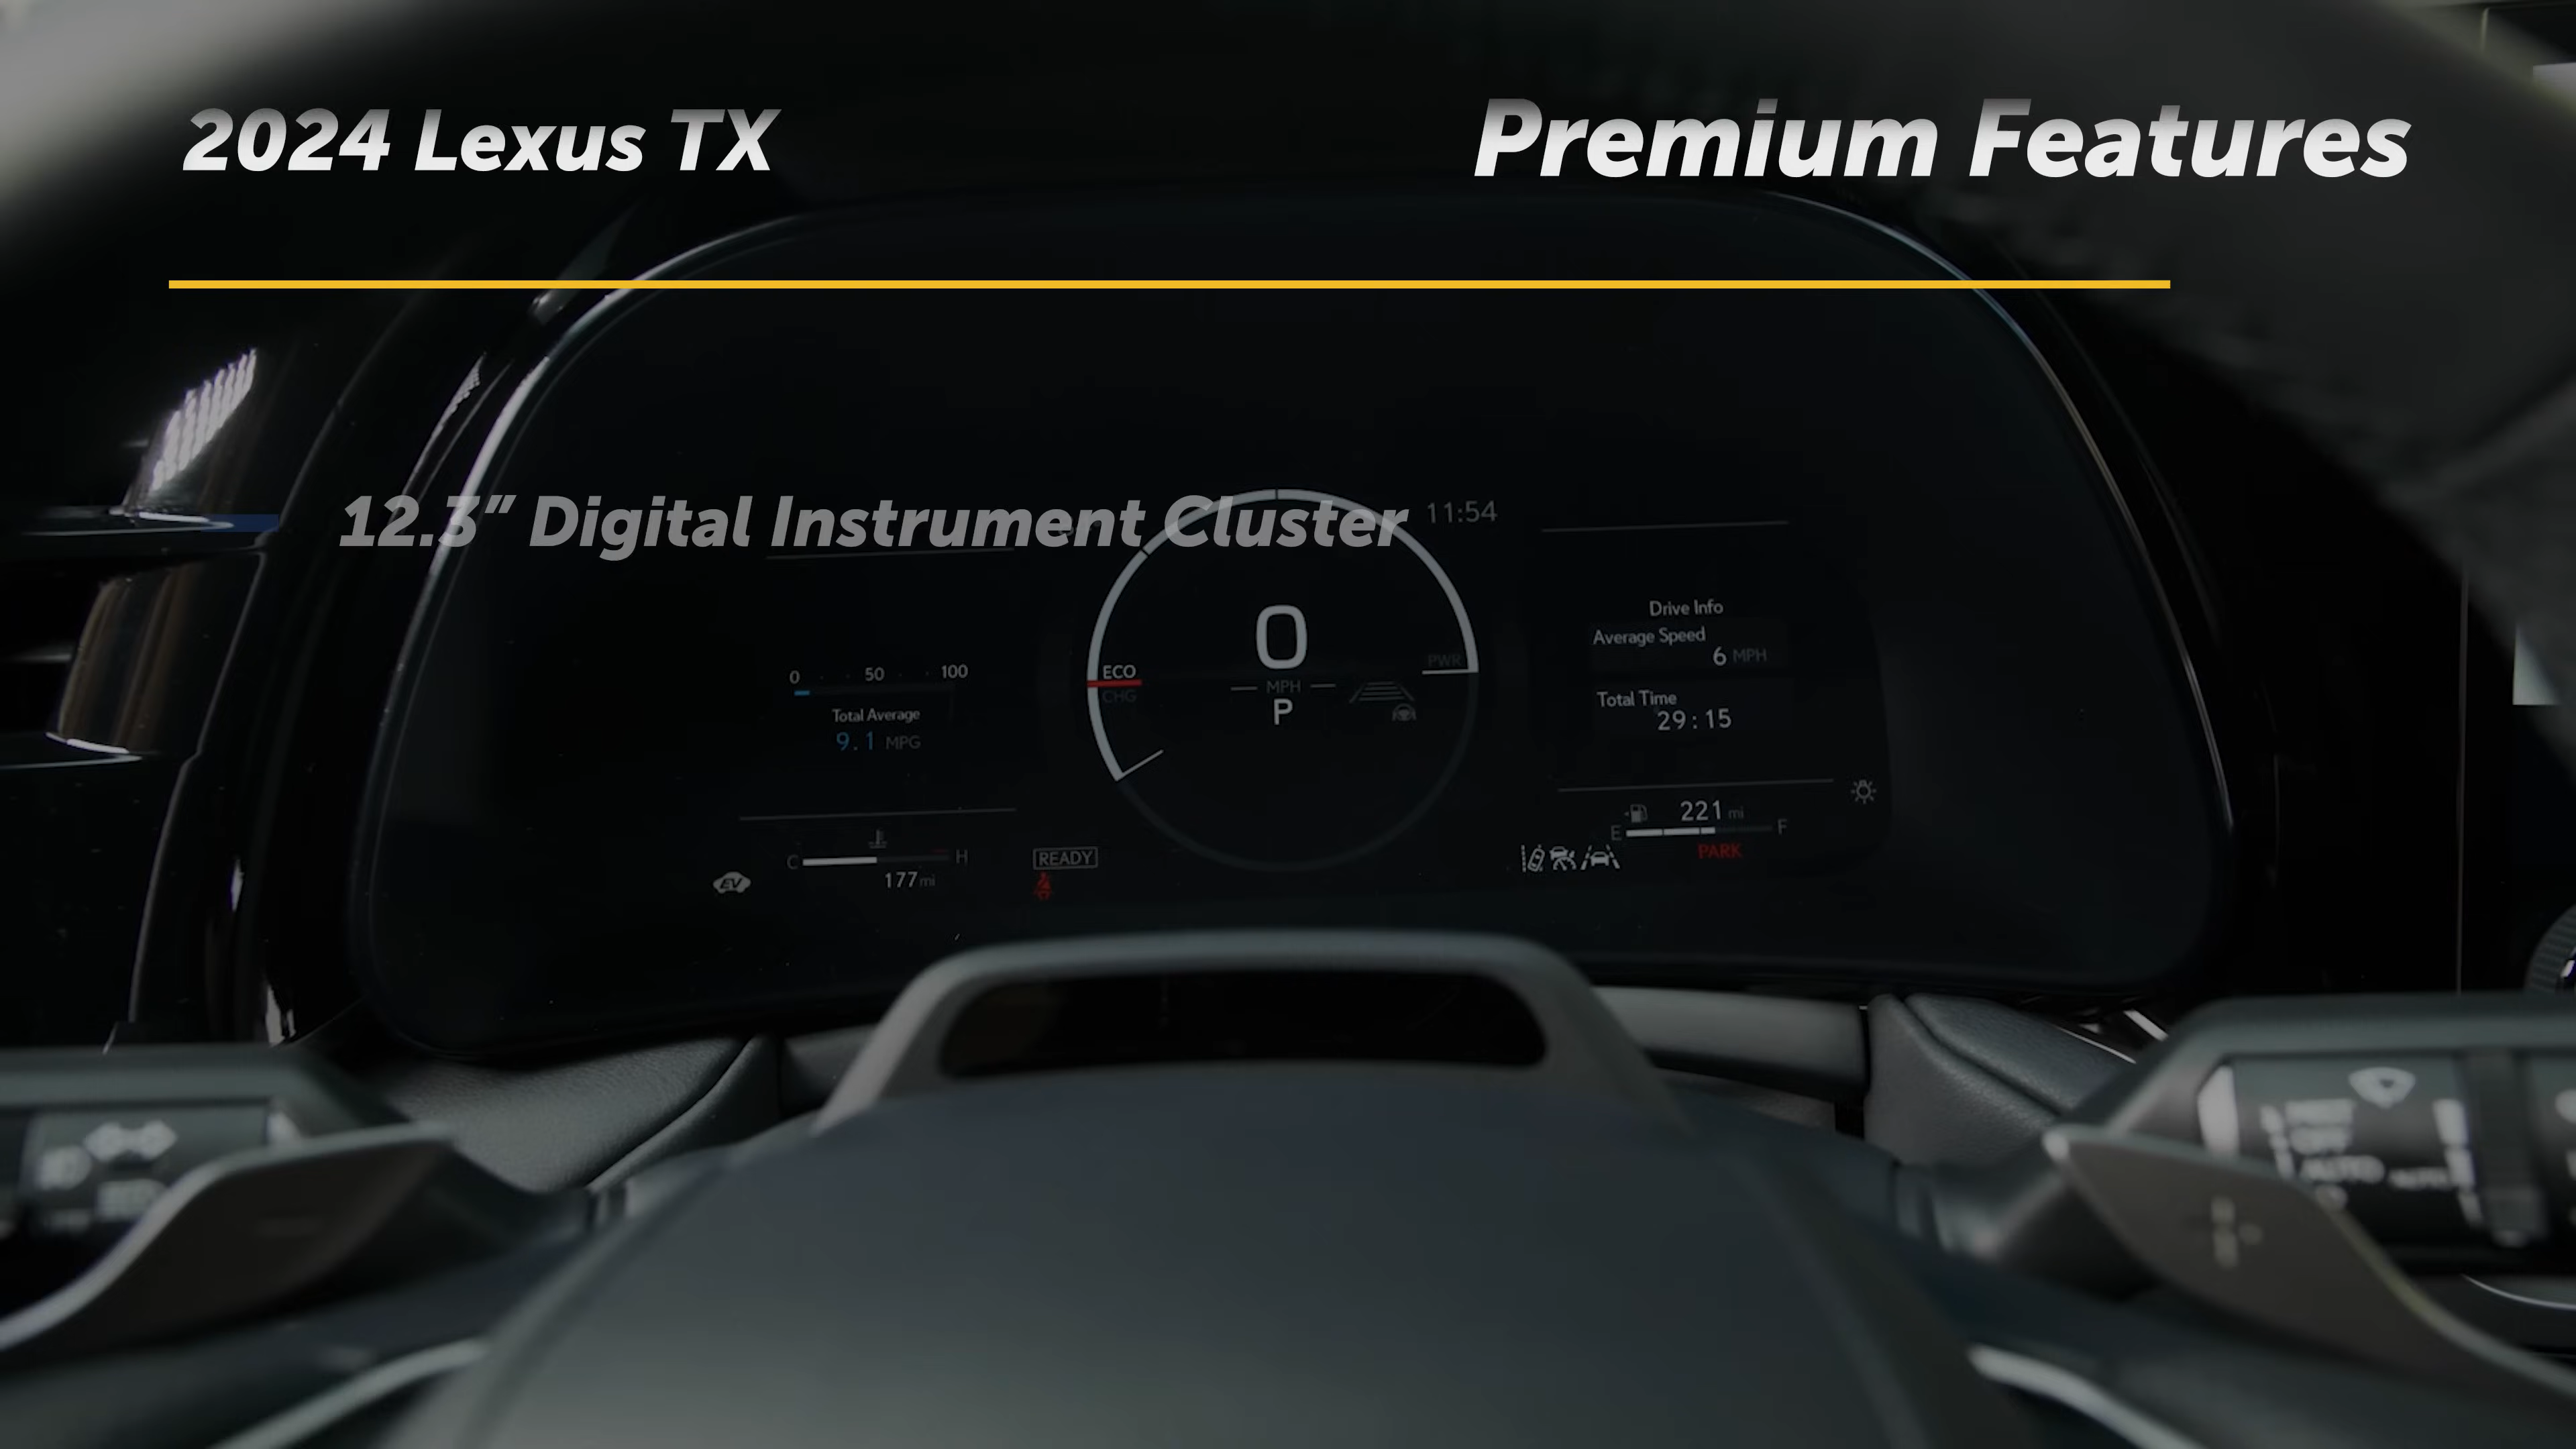 2024 Lexus TX
Premium Features
12.3” Digital Instrument Cluster
11:54
0 50 100
Total Average
9.1 MPG
ECO
CHG
PWR
0
MPH
P
Drive Info
Average Speed
6 MPH
Total Time
29:15
C H
177 mi
EV
READY
221 mi
E F
PARK
AUTO